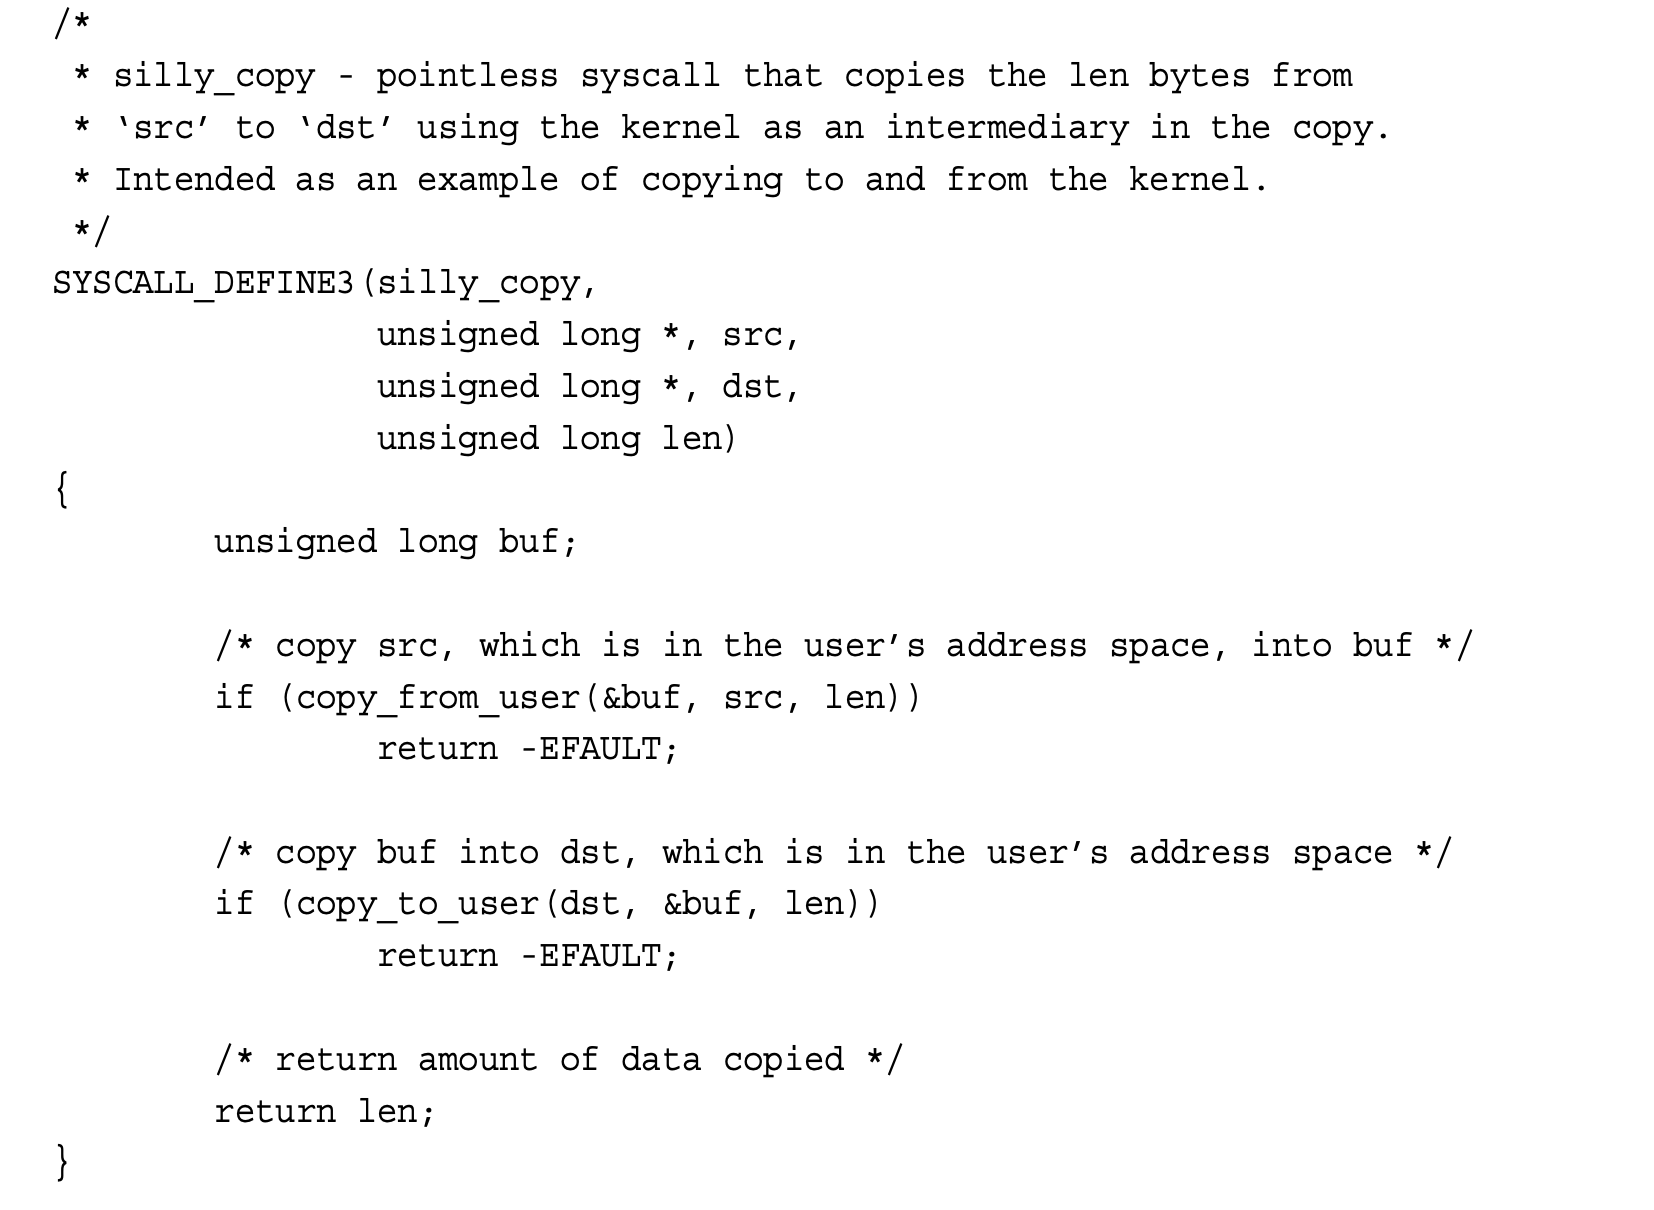 /*
 * silly_copy - pointless syscall that copies the len bytes from
 * ‘src’ to ‘dst’ using the kernel as an intermediary in the copy.
 * Intended as an example of copying to and from the kernel.
 */
SYSCALL_DEFINE3(silly_copy,
                unsigned long *, src,
                unsigned long *, dst,
                unsigned long len)
{
        unsigned long buf;

        /* copy src, which is in the user’s address space, into buf */
        if (copy_from_user(&buf, src, len))
                return -EFAULT;

        /* copy buf into dst, which is in the user’s address space */
        if (copy_to_user(dst, &buf, len))
                return -EFAULT;

        /* return amount of data copied */
        return len;
}